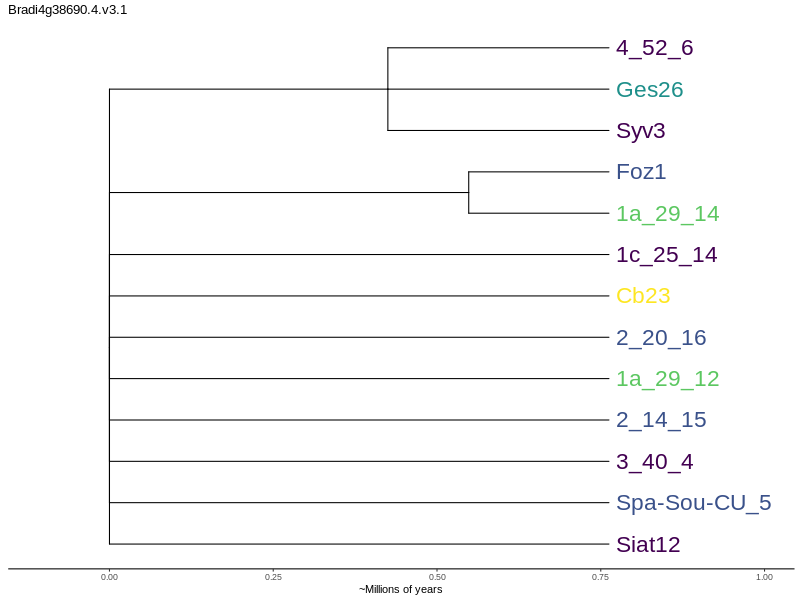 Bradi4g38690.4.v3.1
4_52_6
Ges26
Syv3
Foz1
1a_29_14
1c_25_14
Cb23
2_20_16
1a_29_12
2_14_15
3_40_4
Spa-Sou-CU_5
Siat12
0.00 0.25 0.50 0.75 1.00
~Millions of years